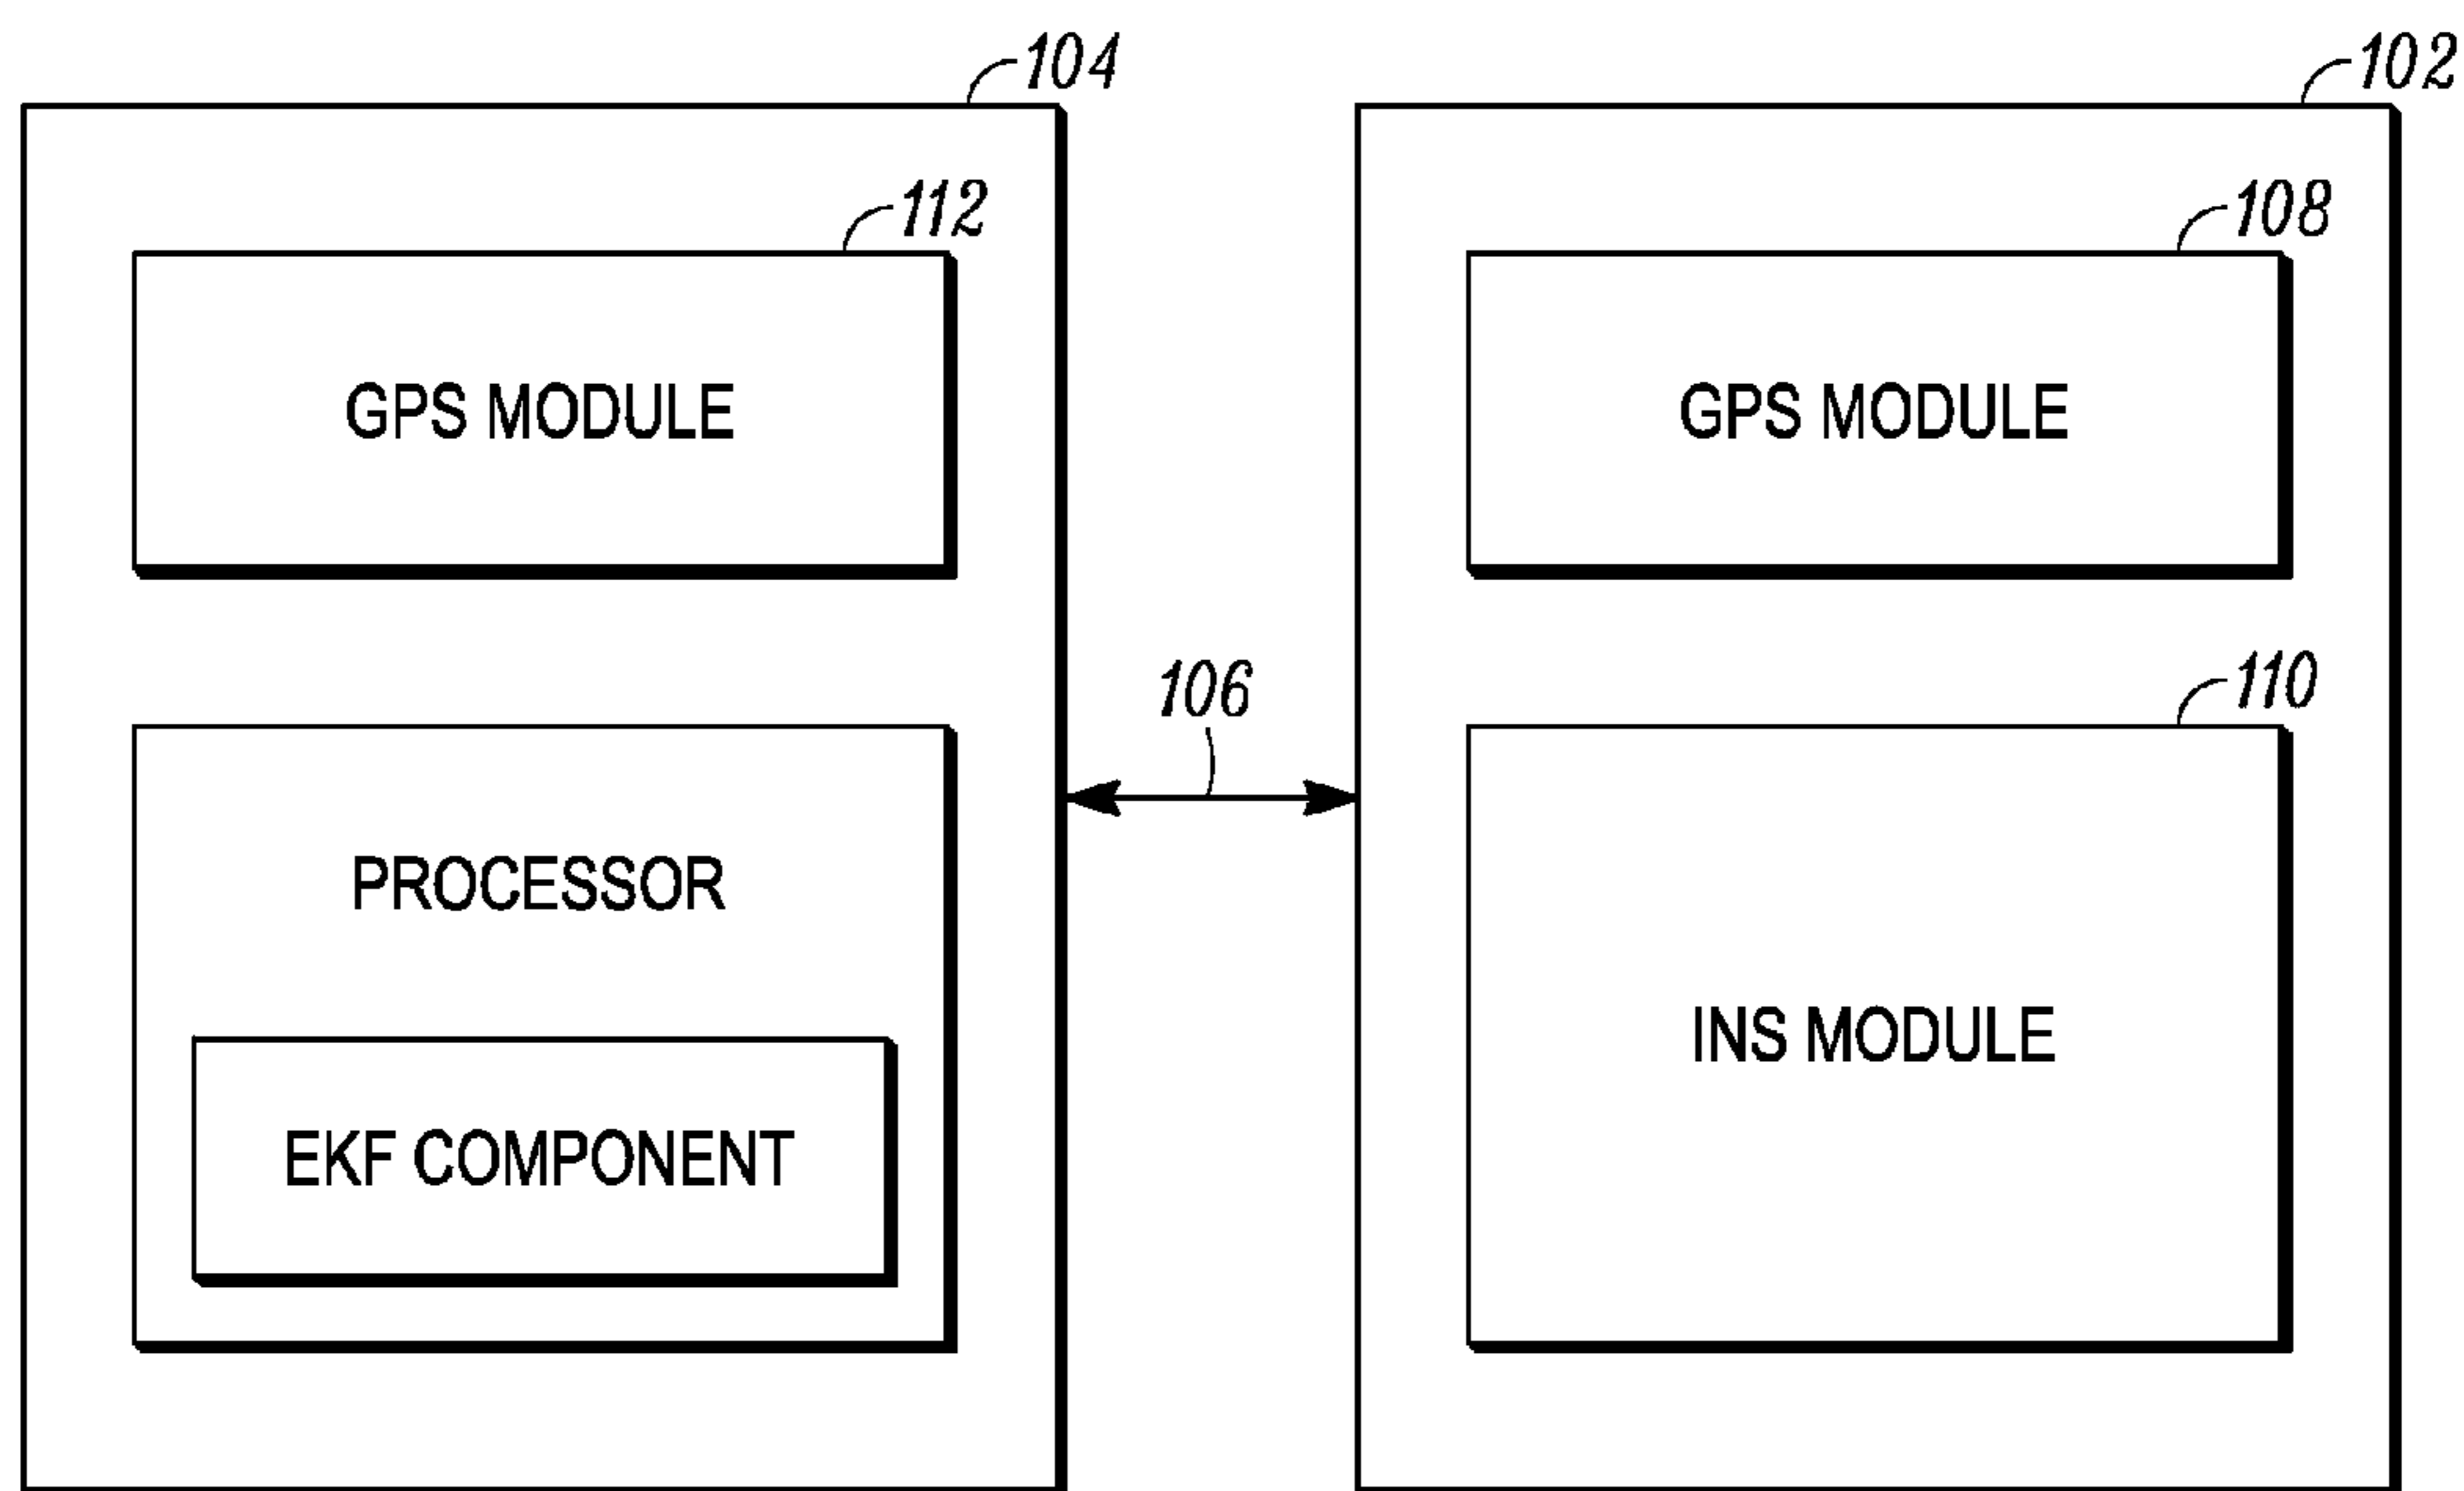 104
102
112
108
GPS MODULE
GPS MODULE
106
110
PROCESSOR
INS MODULE
EKF COMPONENT